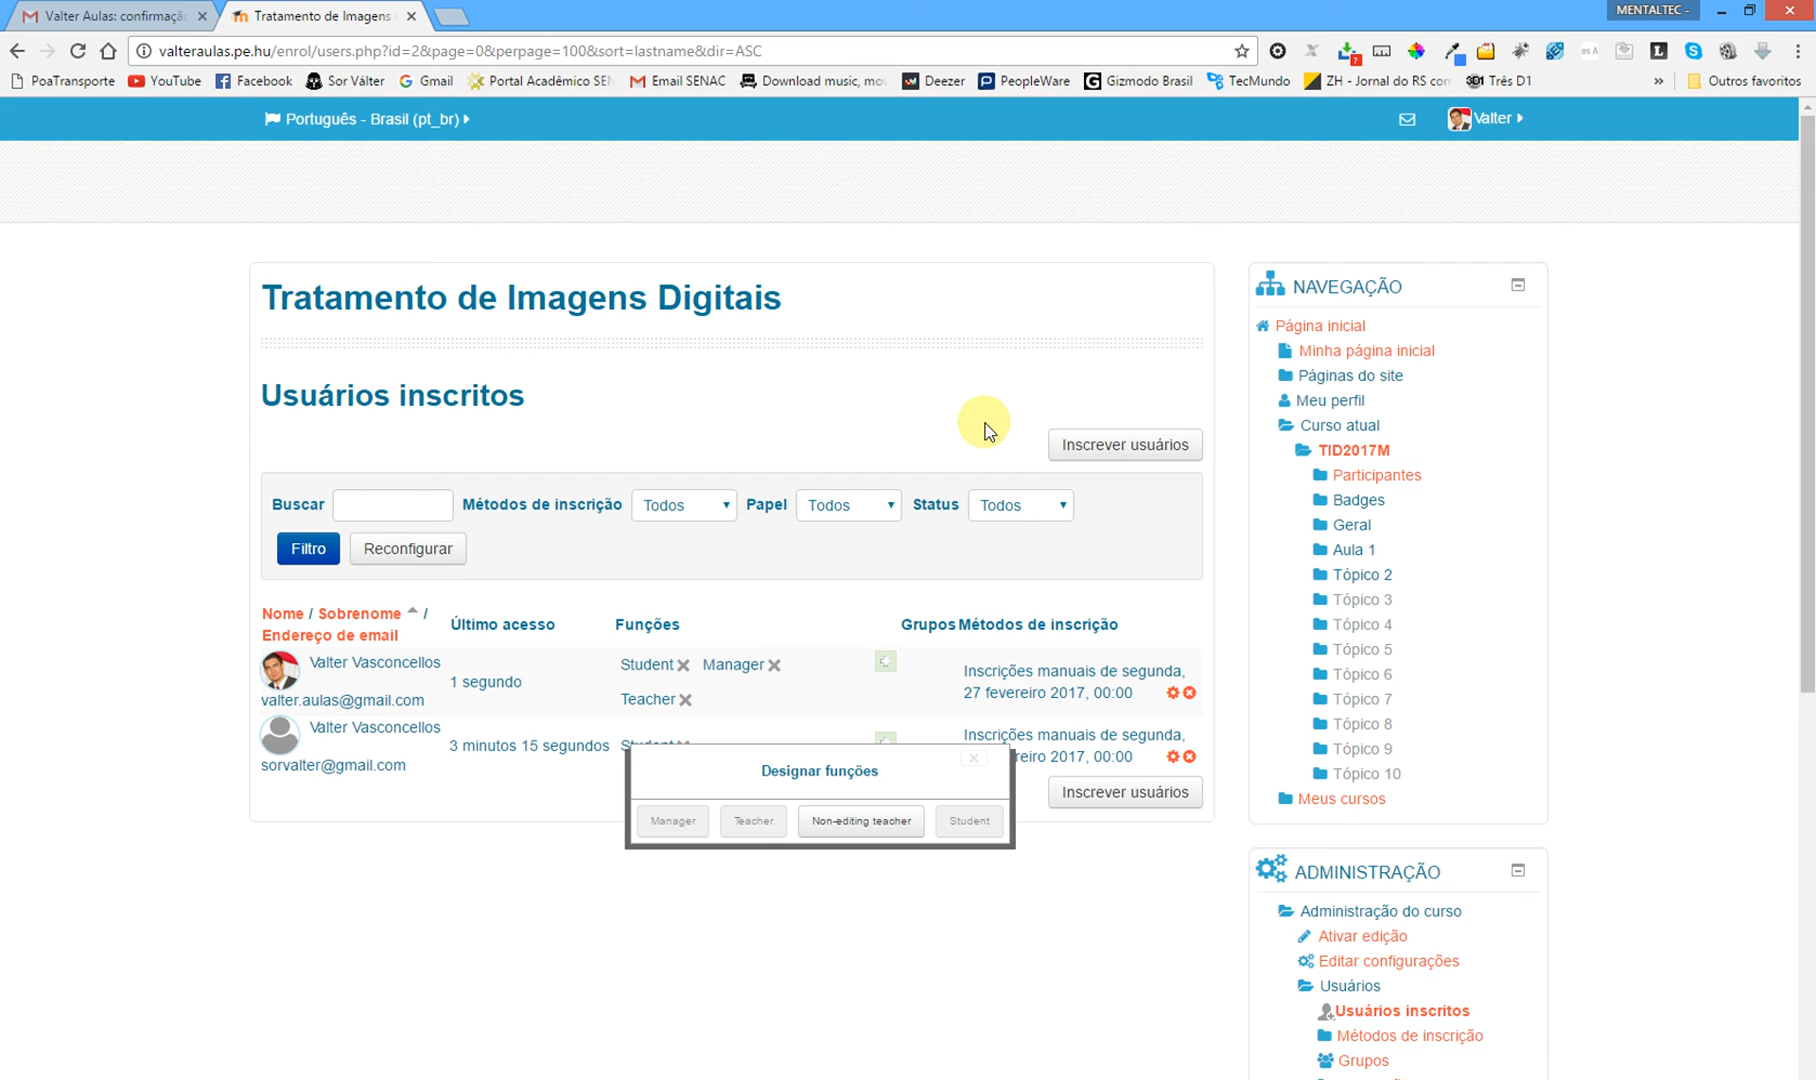 Valter Aulas: confirmaçã
Tratamento de Imagens
MENTALTEC -
valteraulas.pe.hu/enrol/users.php?id=2&page=0&perpage=100&sort=lastname&dir=ASC
PoaTransporte YouTube Facebook Sor Válter Gmail Portal Acadêmico SEN Email SENAC Download music, mov Deezer PeopleWare Gizmodo Brasil TecMundo ZH - Jornal do RS com Três D1 » Outros favoritos
Português - Brasil (pt_br)
Valter
Tratamento de Imagens Digitais
Usuários inscritos
Inscrever usuários
Buscar Métodos de inscrição Todos Papel Todos Status Todos
Filtro Reconfigurar
Nome / Sobrenome /
Endereço de email
Último acesso Funções Grupos Métodos de inscrição
Valter Vasconcellos
valter.aulas@gmail.com
1 segundo
Student Manager
Teacher
Inscrições manuais de segunda,
27 fevereiro 2017, 00:00
Valter Vasconcellos
sorvalter@gmail.com
3 minutos 15 segundos
Student
Inscrições manuais de segunda,
reiro 2017, 00:00
Inscrever usuários
Designar funções
Manager Teacher Non-editing teacher Student
NAVEGAÇÃO
Página inicial
Minha página inicial
Páginas do site
Meu perfil
Curso atual
TID2017M
Participantes
Badges
Geral
Aula 1
Tópico 2
Tópico 3
Tópico 4
Tópico 5
Tópico 6
Tópico 7
Tópico 8
Tópico 9
Tópico 10
Meus cursos
ADMINISTRAÇÃO
Administração do curso
Ativar edição
Editar configurações
Usuários
Usuários inscritos
Métodos de inscrição
Grupos